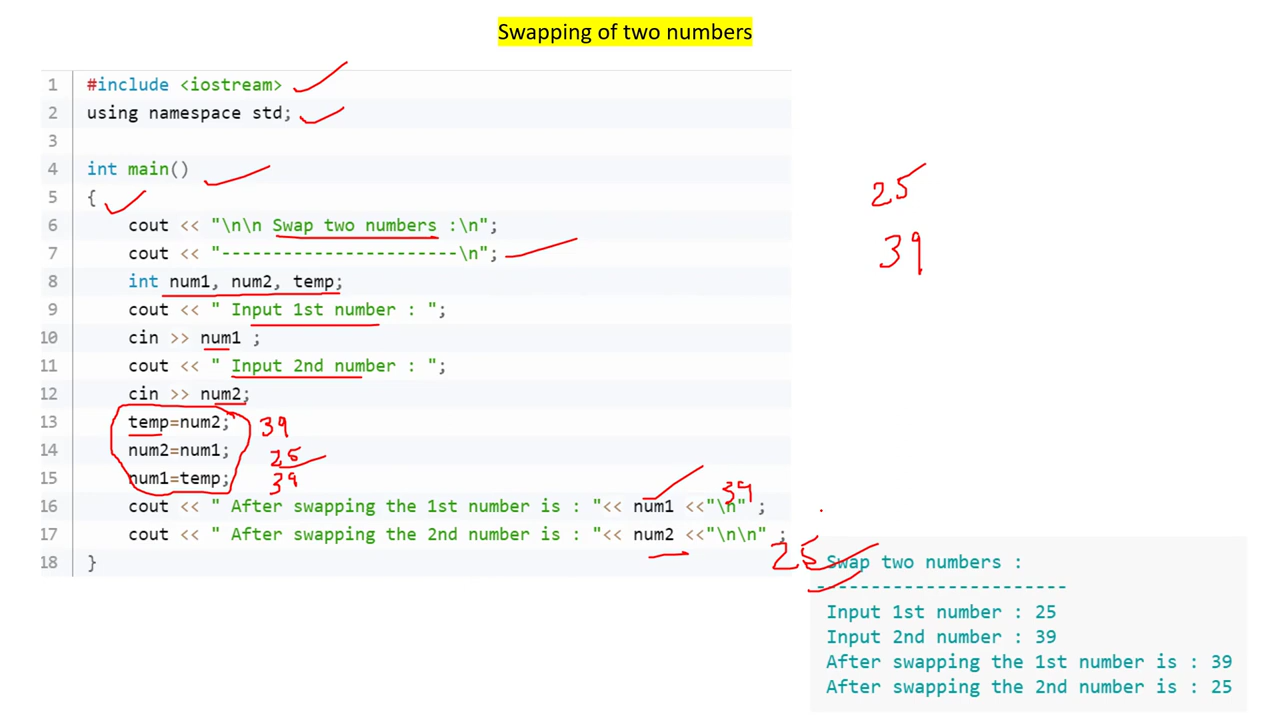 Swapping of two numbers
1 #include <iostream>
2 using namespace std;
3
4 int main()
5 {
6 cout << "\n\n Swap two numbers :\n";
7 cout << "-----------------------\n";
8 int num1, num2, temp;
9 cout << " Input 1st number : ";
10 cin >> num1 ;
11 cout << " Input 2nd number : ";
12 cin >> num2;
13 temp=num2; 39
14 num2=num1; 25
15 num1=temp; 39
16 cout << " After swapping the 1st number is : "<< num1 <<"\n" ; 39
17 cout << " After swapping the 2nd number is : "<< num2 <<"\n\n" ; 25
18 }
25
39
Swap two numbers :
-----------------------
Input 1st number : 25
Input 2nd number : 39
After swapping the 1st number is : 39
After swapping the 2nd number is : 25